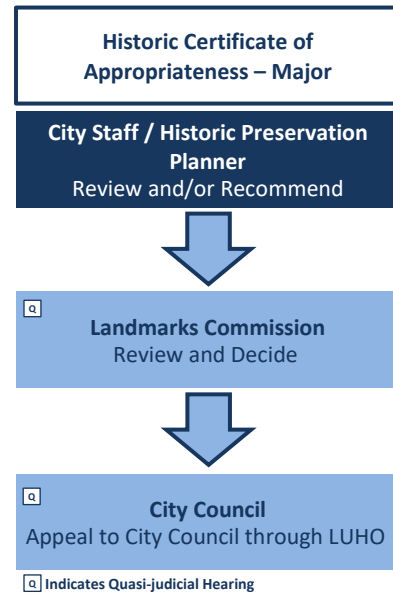 Historic Certificate of
Appropriateness – Major
City Staff / Historic Preservation
Planner
Review and/or Recommend
Q
Landmarks Commission
Review and Decide
Q
City Council
Appeal to City Council through LUHO
Q Indicates Quasi-judicial Hearing